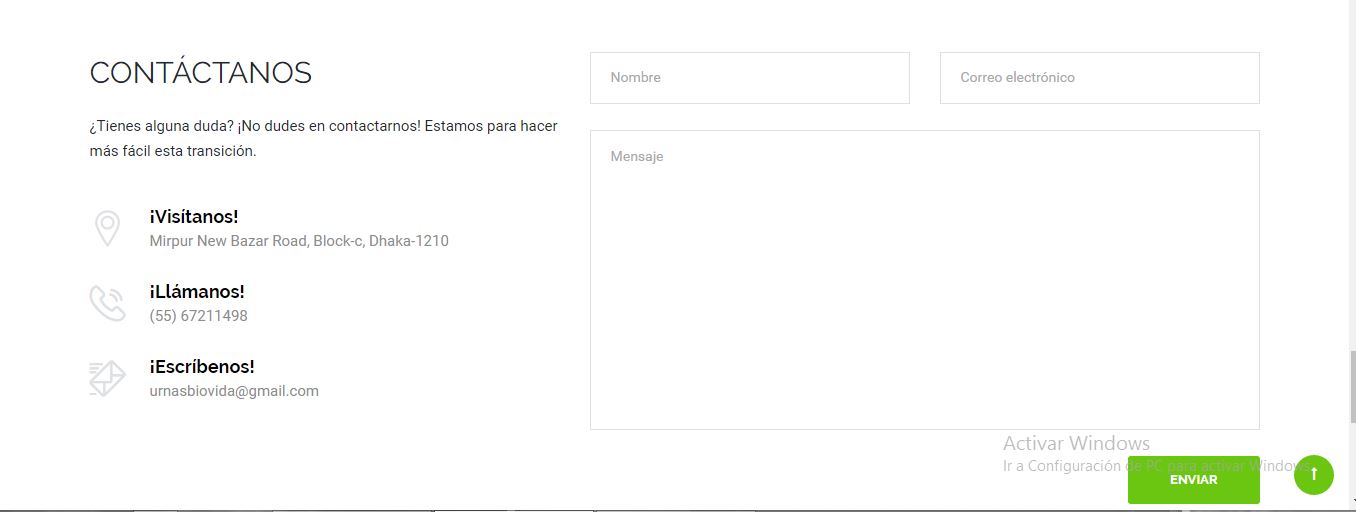 CONTÁCTANOS
¿Tienes alguna duda? ¡No dudes en contactarnos! Estamos para hacer
más fácil esta transición.
¡Visítanos!
Mirpur New Bazar Road, Block-c, Dhaka-1210
¡Llámanos!
(55) 67211498
¡Escríbenos!
urnasbiovida@gmail.com
Nombre
Correo electrónico
Mensaje
Activar Windows
Ir a Configuración de PC para activar Windows.
ENVIAR